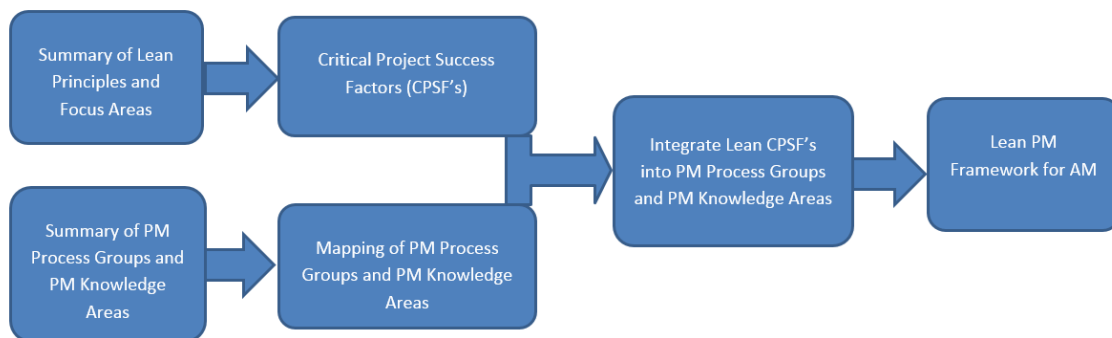 Summary of Lean
Principles and
Focus Areas
Critical Project Success
Factors (CPSF's)
Summary of PM
Process Groups and
PM Knowledge
Areas
Mapping of PM Process
Groups and PM Knowledge
Areas
Integrate Lean CPSF's
into PM Process Groups
and PM Knowledge Areas
Lean PM
Framework for AM